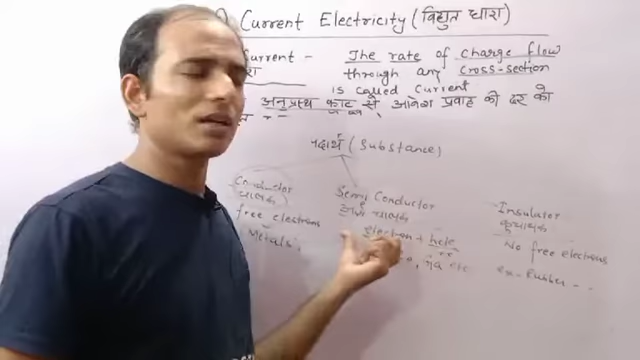 Current Electricity (विद्युत धारा)
Current - The rate of charge flow
through any cross-section
is called current
अनुप्रस्थ काट से आवेश प्रवाह की दर को
पदार्थ (Substance)
Conductor
चालक
free electrons
Metals
Semi Conductor
अर्ध चालक
electron + hole
Insulator
कुचालक
No free electrons
ex- Rubber - -